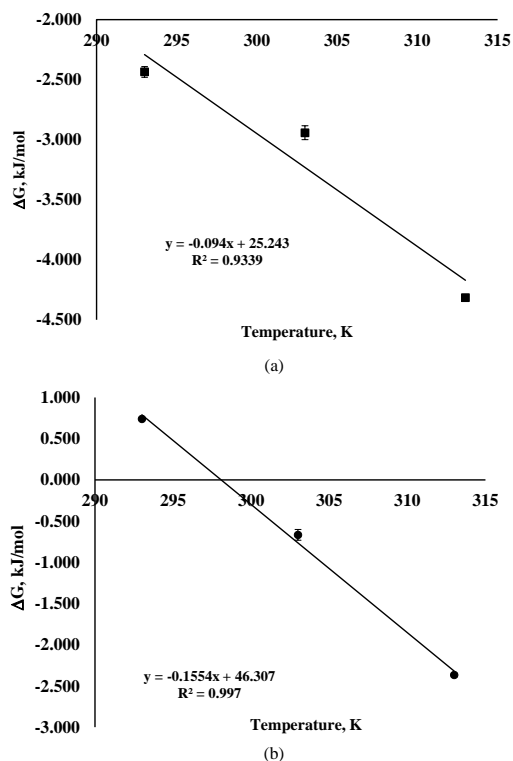 -2.000
290 295 300 305 310 315
-2.500
-3.000
-3.500
-4.000
-4.500
ΔG, kJ/mol
y = -0.094x + 25.243
R² = 0.9339
Temperature, K
(a)
1.000
0.500
0.000
290 295 300 305 310 315
-0.500
-1.000
-1.500
-2.000
-2.500
-3.000
ΔG, kJ/mol
y = -0.1554x + 46.307
R² = 0.997
Temperature, K
(b)